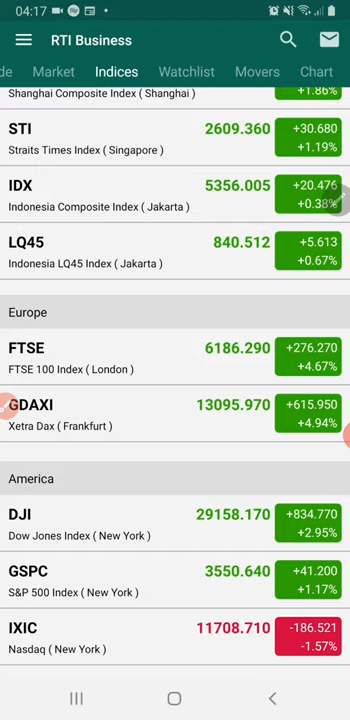 04:17
RTI Business
de Market Indices Watchlist Movers Chart
Shanghai Composite Index ( Shanghai ) +1.86%
STI 2609.360 +30.680
Straits Times Index ( Singapore ) +1.19%
IDX 5356.005 +20.476
Indonesia Composite Index ( Jakarta ) +0.38%
LQ45 840.512 +5.613
Indonesia LQ45 Index ( Jakarta ) +0.67%
Europe
FTSE 6186.290 +276.270
FTSE 100 Index ( London ) +4.67%
GDAXI 13095.970 +615.950
Xetra Dax ( Frankfurt ) +4.94%
America
DJI 29158.170 +834.770
Dow Jones Index ( New York ) +2.95%
GSPC 3550.640 +41.200
S&P 500 Index ( New York ) +1.17%
IXIC 11708.710 -186.521
Nasdaq ( New York ) -1.57%